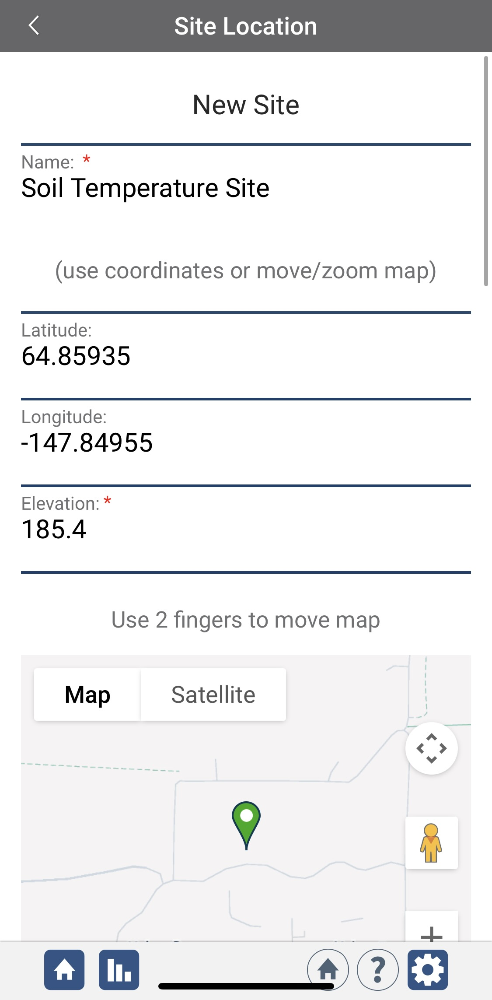 Site Location
New Site
Name: *
Soil Temperature Site
(use coordinates or move/zoom map)
Latitude:
64.85935
Longitude:
-147.84955
Elevation: *
185.4
Use 2 fingers to move map
Map Satellite
+
?